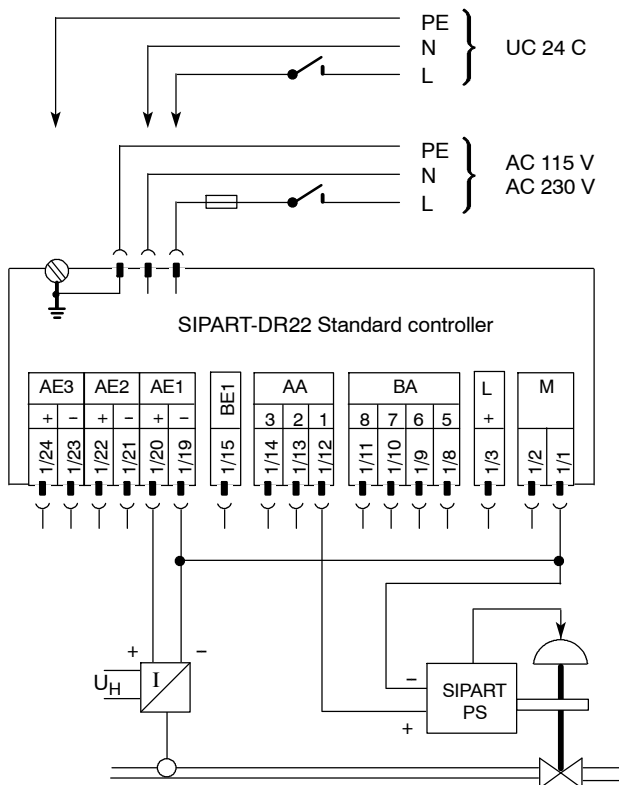 PE
N
L
UC 24 C
PE
N
L
AC 115 V
AC 230 V
SIPART-DR22 Standard controller
AE3 AE2 AE1 BE1 AA BA L M
+ − + − + − 3 2 1 8 7 6 5 +
1/24 1/23 1/22 1/21 1/20 1/19 1/15 1/14 1/13 1/12 1/11 1/10 1/9 1/8 1/3 1/2 1/1
+ −
UH
I
−
+
SIPART
PS